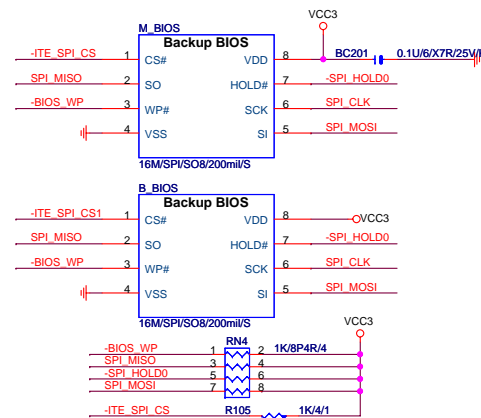 VCC3
M_BIOS
Backup BIOS
-ITE_SPI_CS 1 CS# VDD 8 BC201 0.1U/6/X7R/25V/
SPI_MISO 2 SO HOLD# 7 -SPI_HOLD0
-BIOS_WP 3 WP# SCK 6 SPI_CLK
4 VSS SI 5 SPI_MOSI
16M/SPI/SO8/200mil/S
B_BIOS
Backup BIOS
-ITE_SPI_CS1 1 CS# VDD 8 VCC3
SPI_MISO 2 SO HOLD# 7 -SPI_HOLD0
-BIOS_WP 3 WP# SCK 6 SPI_CLK
4 VSS SI 5 SPI_MOSI
16M/SPI/SO8/200mil/S
VCC3
RN4
-BIOS_WP 1 2 1K/8P4R/4
SPI_MISO 3 4
-SPI_HOLD0 5 6
SPI_MOSI 7 8
-ITE_SPI_CS R105 1K/4/1